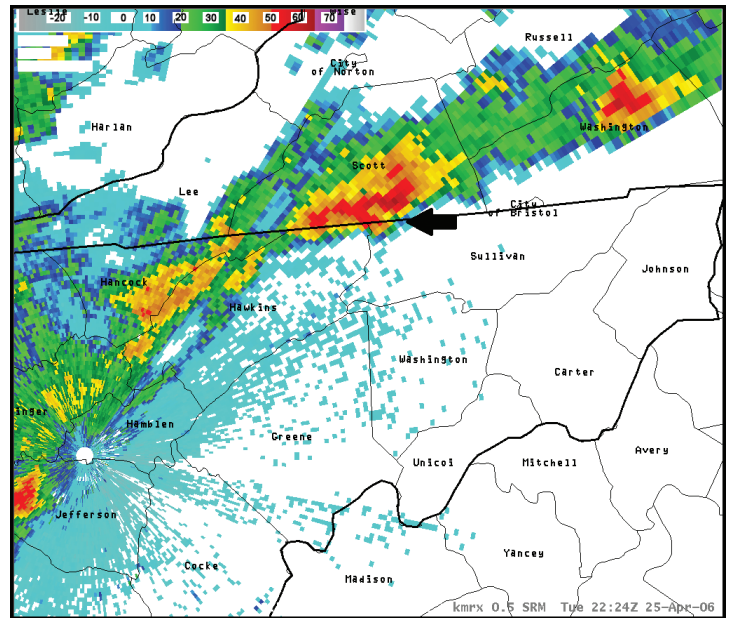 Leslie Wise
-20 -10 0 10 20 30 40 50 60 70
Russell
City
of Norton
Harlan
Washington
Scott
Lee
City
of Bristol
Sullivan
Johnson
Hancock
Hawkins
Washington
Carter
inger
Hamblen
Greene
Avery
Unicoi
Mitchell
Jefferson
Yancey
Cocke
Madison
kmrx 0.5 SRM Tue 22:24Z 25-Apr-06